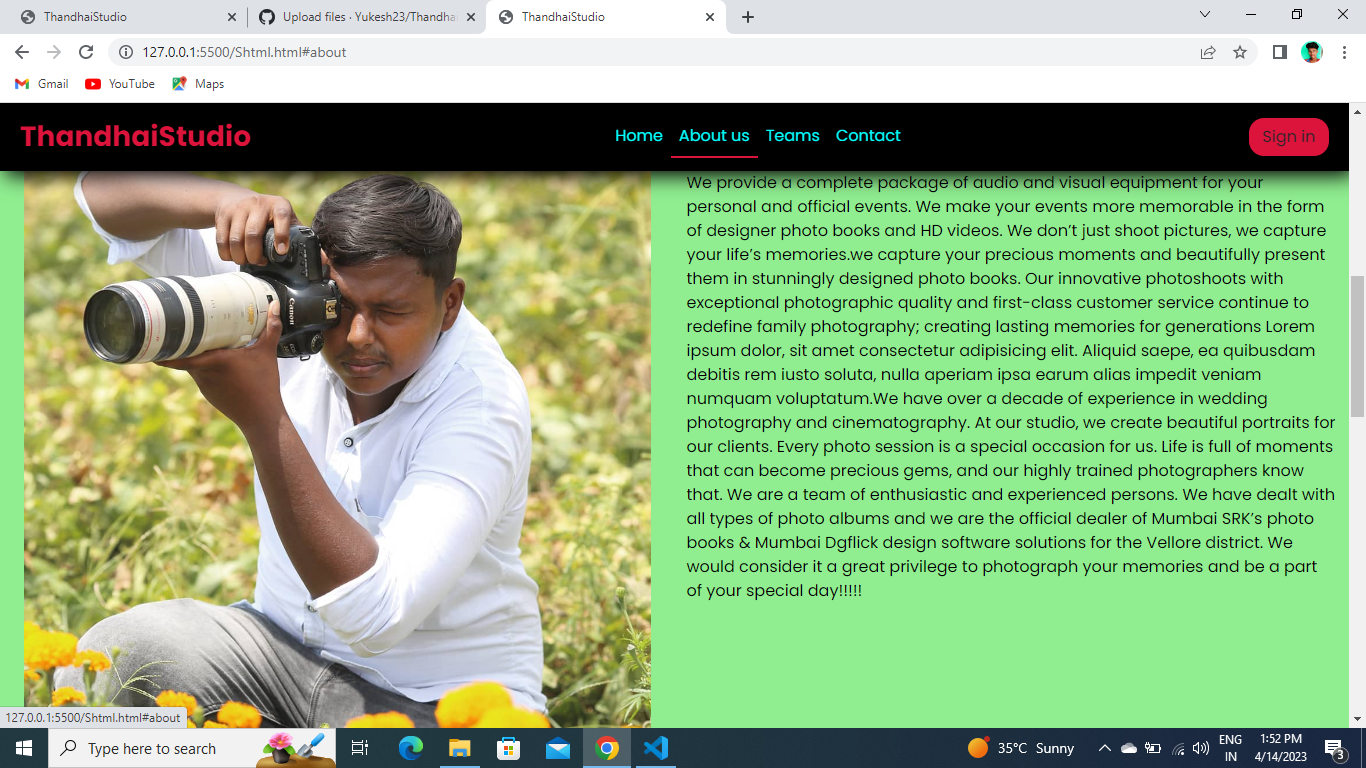 ThandhaiStudio
Upload files · Yukesh23/Thandha
ThandhaiStudio
127.0.0.1:5500/Shtml.html#about
Gmail
YouTube
Maps
ThandhaiStudio
Home
About us
Teams
Contact
Sign in
Canon
We provide a complete package of audio and visual equipment for your
personal and official events. We make your events more memorable in the form
of designer photo books and HD videos. We don’t just shoot pictures, we capture
your life’s memories.we capture your precious moments and beautifully present
them in stunningly designed photo books. Our innovative photoshoots with
exceptional photographic quality and first-class customer service continue to
redefine family photography; creating lasting memories for generations Lorem
ipsum dolor, sit amet consectetur adipisicing elit. Aliquid saepe, ea quibusdam
debitis rem iusto soluta, nulla aperiam ipsa earum alias impedit veniam
numquam voluptatum.We have over a decade of experience in wedding
photography and cinematography. At our studio, we create beautiful portraits for
our clients. Every photo session is a special occasion for us. Life is full of moments
that can become precious gems, and our highly trained photographers know
that. We are a team of enthusiastic and experienced persons. We have dealt with
all types of photo albums and we are the official dealer of Mumbai SRK’s photo
books & Mumbai Dgflick design software solutions for the Vellore district. We
would consider it a great privilege to photograph your memories and be a part
of your special day!!!!!
127.0.0.1:5500/Shtml.html#about
Type here to search
35°C Sunny
ENG
IN
1:52 PM
4/14/2023
3